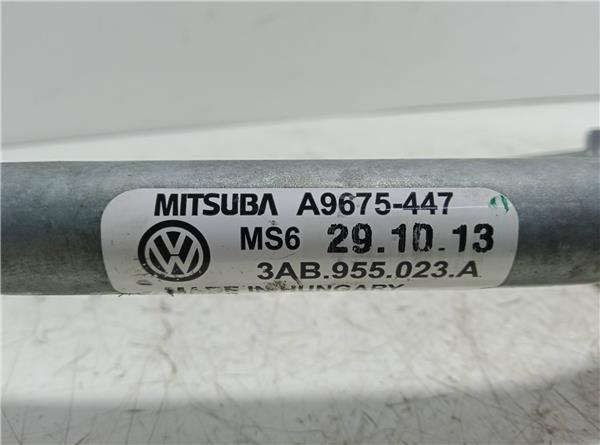 MITSUBA A9675-447
MS6 29.10.13
3AB.955.023.A
MADE IN HUNGARY